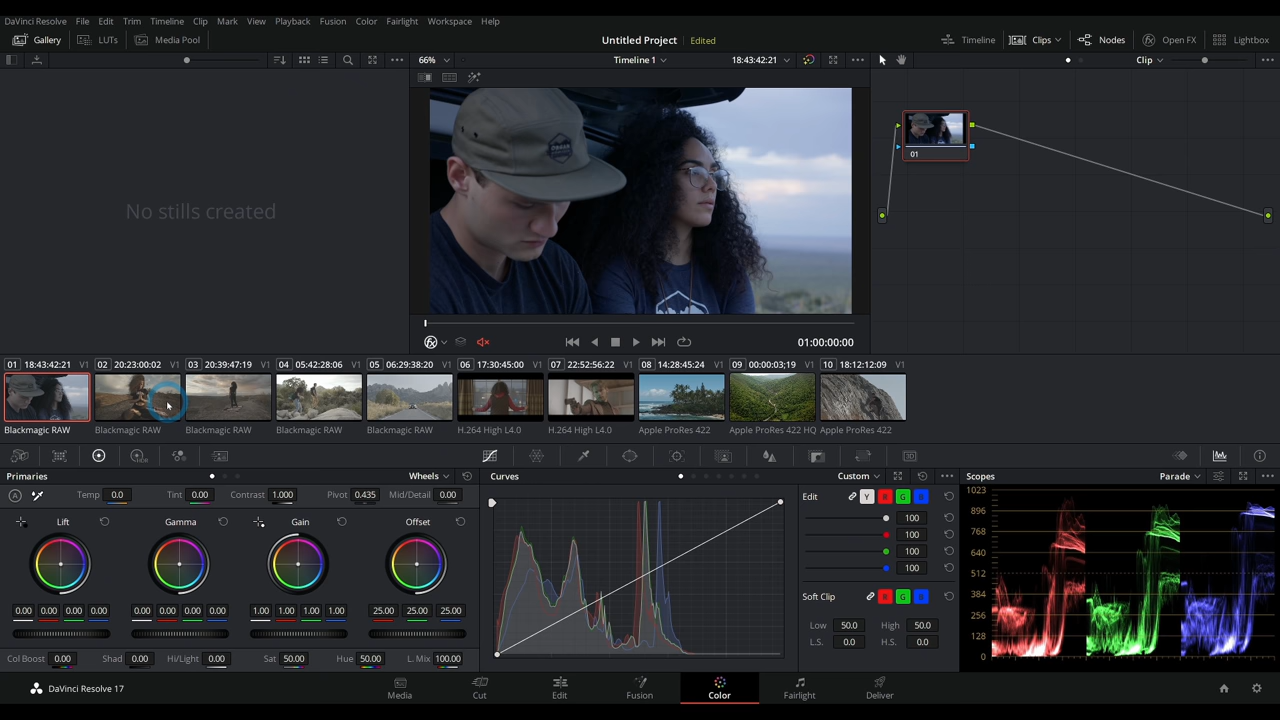 DaVinci Resolve File Edit Trim Timeline Clip Mark View Playback Fusion Color Fairlight Workspace Help
Gallery LUTs Media Pool Untitled Project Edited Timeline Clips Nodes Open FX Lightbox
66% Timeline 1 18:43:42:21 Clip
No stills created
01
01:00:00:00
01 18:43:42:21 V1 02 20:23:00:02 V1 03 20:39:47:19 V1 04 05:42:28:06 V1 05 06:29:38:20 V1 06 17:30:45:00 V1 07 22:52:56:22 V1 08 14:28:45:24 V1 09 00:00:03;19 V1 10 18:12:12:09 V1
Blackmagic RAW Blackmagic RAW Blackmagic RAW Blackmagic RAW Blackmagic RAW H.264 High L4.0 H.264 High L4.0 Apple ProRes 422 Apple ProRes 422 HQ Apple ProRes 422
Primaries Wheels Curves Custom Scopes Parade
A Temp 0.0 Tint 0.00 Contrast 1.000 Pivot 0.435 Mid/Detail 0.00
Lift Gamma Gain Offset
0.00 0.00 0.00 0.00 0.00 0.00 0.00 0.00 1.00 1.00 1.00 1.00 25.00 25.00 25.00
Col Boost 0.00 Shad 0.00 Hi/Light 0.00 Sat 50.00 Hue 50.00 L. Mix 100.00
Edit Y R G B
100
100
100
100
Soft Clip R G B
Low 50.0 High 50.0
L.S. 0.0 H.S. 0.0
1023
896
768
640
512
384
256
128
0
DaVinci Resolve 17 Media Cut Edit Fusion Color Fairlight Deliver